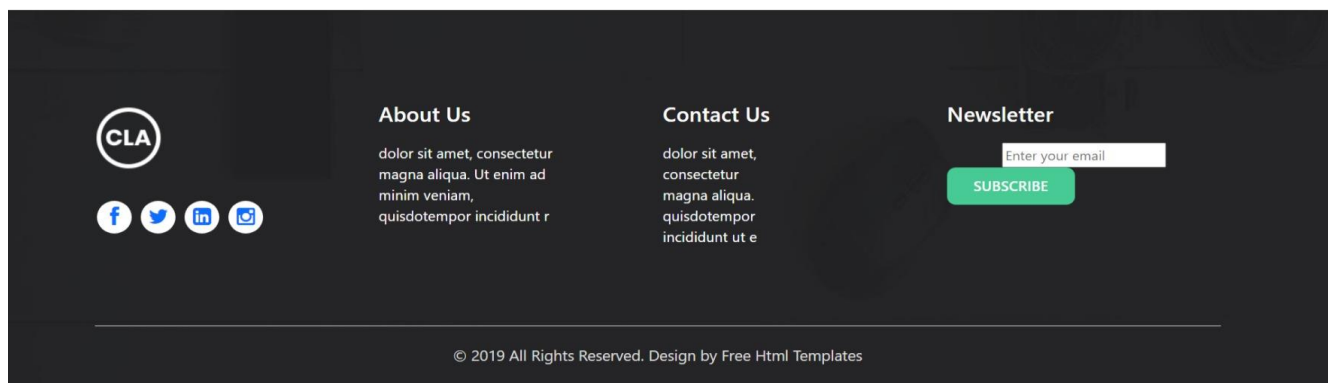 CLA
About Us
dolor sit amet, consectetur
magna aliqua. Ut enim ad
minim veniam,
quisdotempor incididunt r
Contact Us
dolor sit amet,
consectetur
magna aliqua.
quisdotempor
incididunt ut e
Newsletter
Enter your email
SUBSCRIBE
© 2019 All Rights Reserved. Design by Free Html Templates